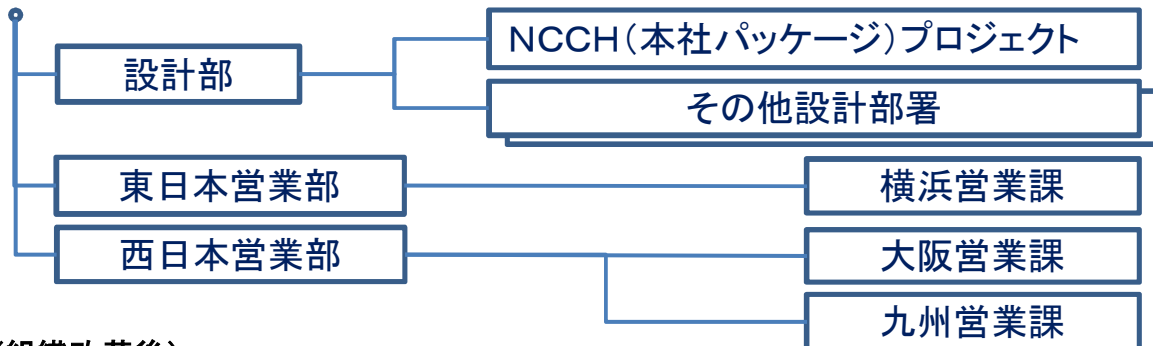 NCCH(本社パッケージ)プロジェクト
設計部
その他設計部署
東日本営業部
横浜営業課
西日本営業部
大阪営業課
九州営業課